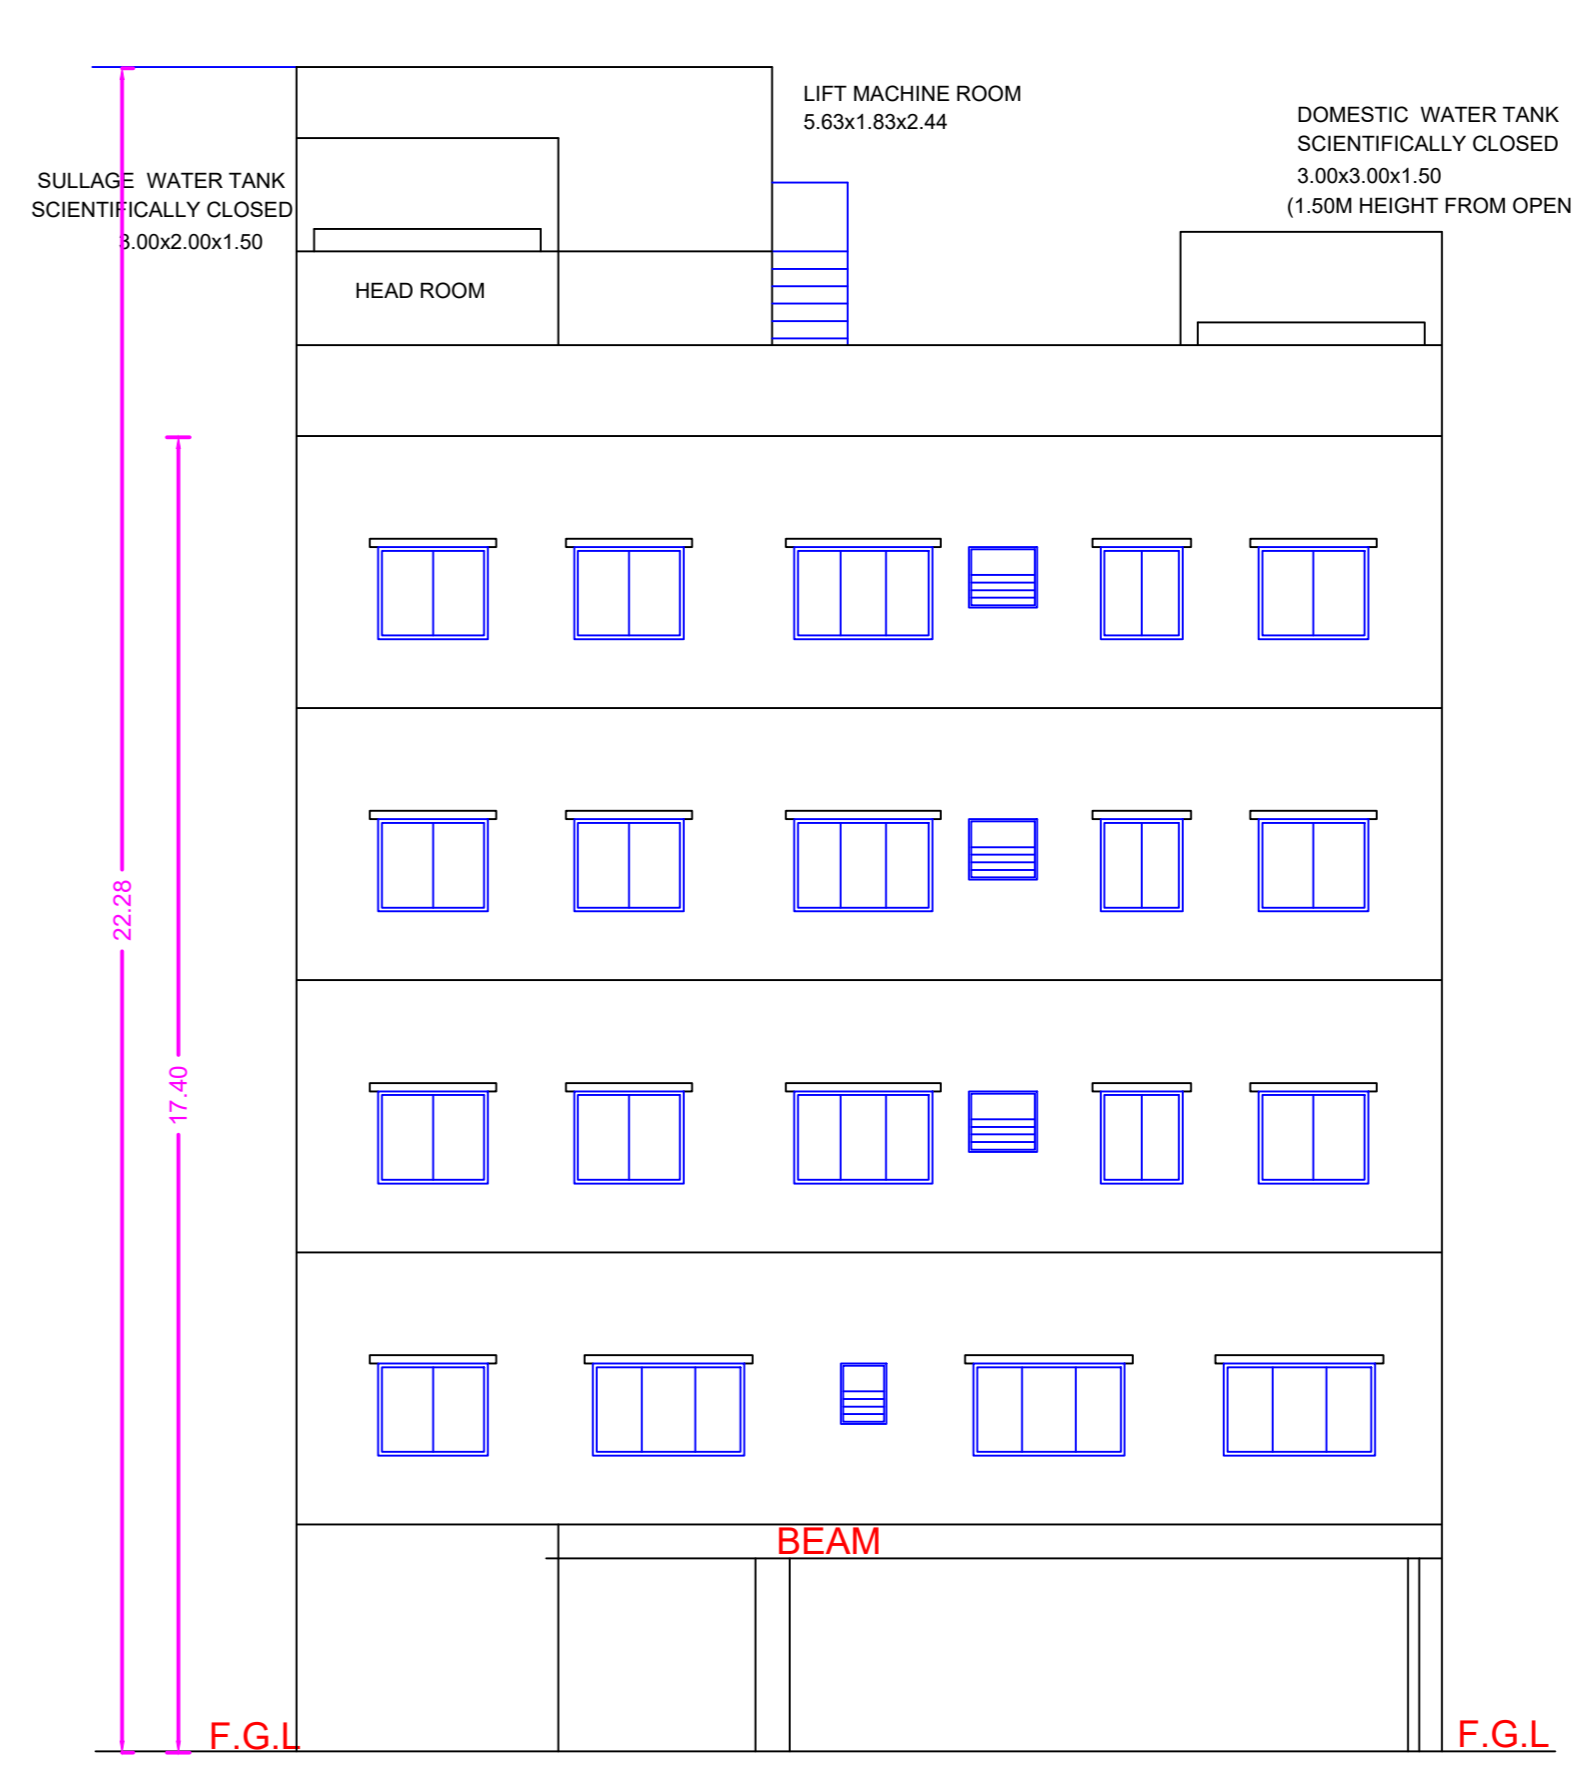 LIFT MACHINE ROOM
5.63x1.83x2.44
DOMESTIC WATER TANK
SCIENTIFICALLY CLOSED
3.00x3.00x1.50
(1.50M HEIGHT FROM OPEN
SULLAGE WATER TANK
SCIENTIFICALLY CLOSED
3.00x2.00x1.50
HEAD ROOM
22.28
17.40
BEAM
F.G.L
F.G.L